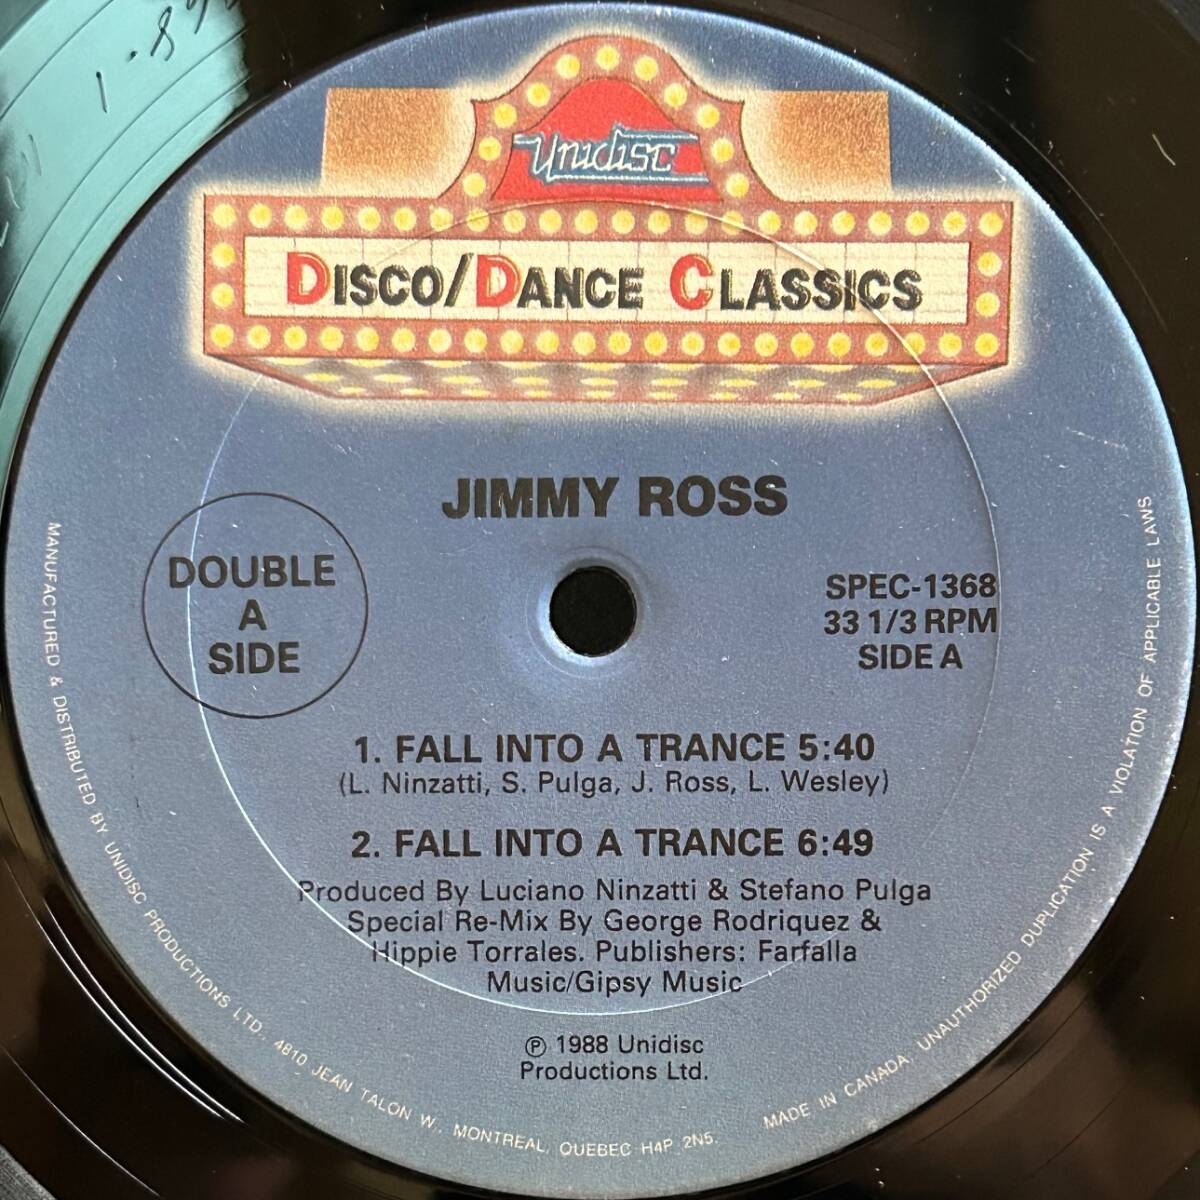 Unidisc
DISCO/DANCE CLASSICS
JIMMY ROSS
DOUBLE
A
SIDE
SPEC-1368
33 1/3 RPM
SIDE A
1. FALL INTO A TRANCE 5:40
(L. Ninzatti, S. Pulga, J. Ross, L. Wesley)
2. FALL INTO A TRANCE 6:49
Produced By Luciano Ninzatti & Stefano Pulga
Special Re-Mix By George Rodriquez &
Hippie Torrales. Publishers: Farfalla
Music/Gipsy Music
℗ 1988 Unidisc
Productions Ltd.
MANUFACTURED & DISTRIBUTED BY UNIDISC PRODUCTIONS LTD., 4810 JEAN TALON W., MONTREAL, QUEBEC H4P 2N5.
MADE IN CANADA. UNAUTHORIZED DUPLICATION IS A VIOLATION OF APPLICABLE LAWS